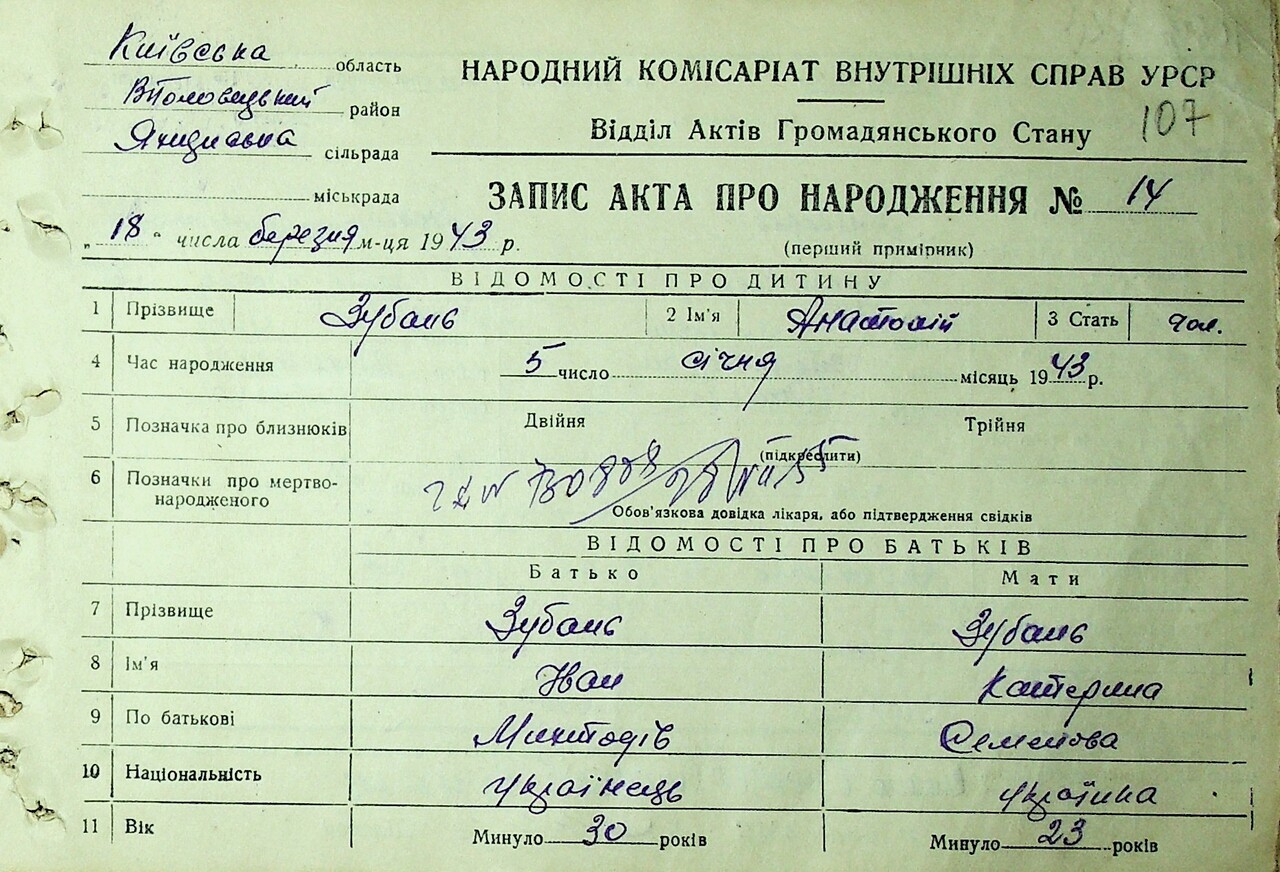 Київська область
В Половецький район
сільрада
міськрада
НАРОДНИЙ КОМІСАРІАТ ВНУТРІШНІХ СПРАВ УРСР
107
Відділ Актів Громадянського Стану
ЗАПИС АКТА ПРО НАРОДЖЕННЯ № 14
„18" числа березня м-ця 1943 р.
(перший примірник)
ВІДОМОСТІ ПРО ДИТИНУ
1 Прізвище Зубань 2 Ім'я Анатолій 3 Стать чол.
4 Час народження 5 число січня місяць 1943 р.
5 Позначка про близнюків Двійня Трійня
(підкреслити)
6 Позначки про мертво-
народженого
Обов'язкова довідка лікаря, або підтвердження свідків
ВІДОМОСТІ ПРО БАТЬКІВ
Батько Мати
7 Прізвище Зубань Зубань
8 Ім'я Іван Катерина
9 По батькові Семенова
10 Національність Українець Українка
11 Вік Минуло 30 років Минуло 23 років